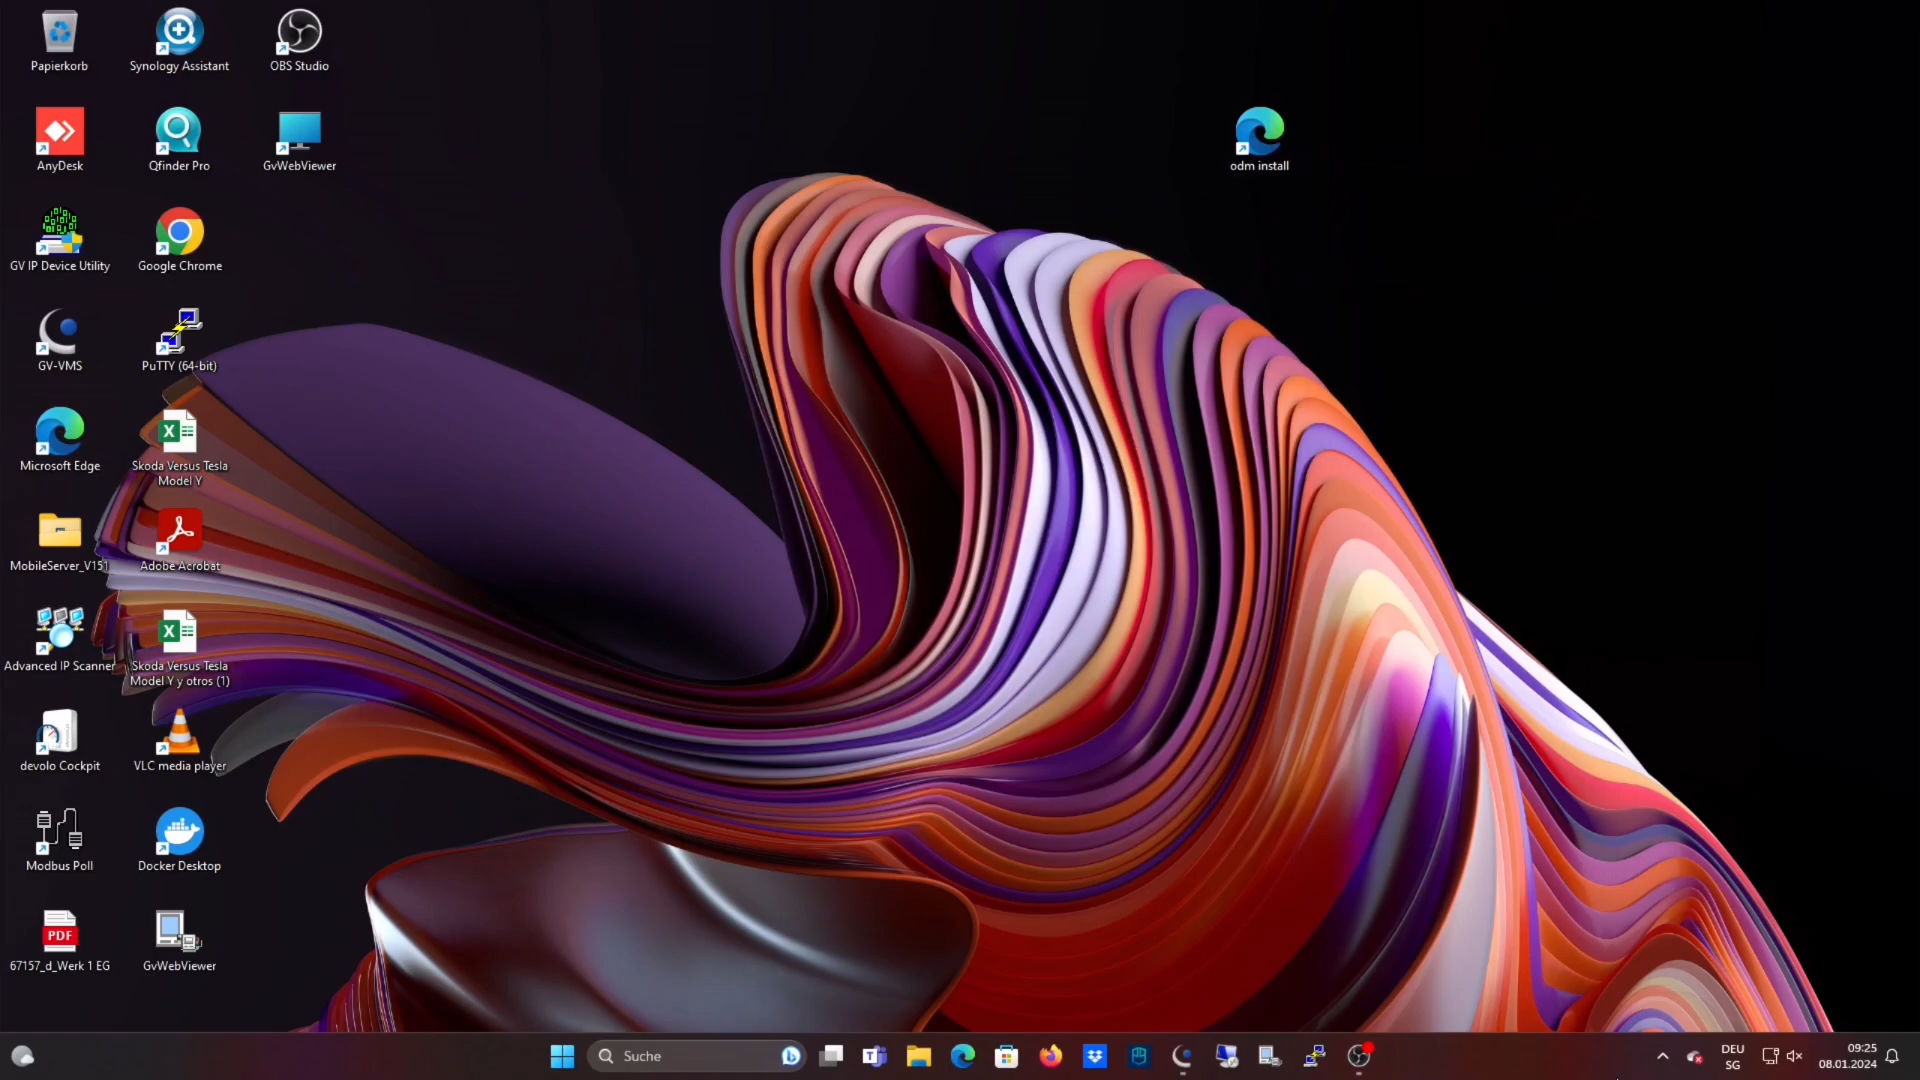 Papierkorb
Synology Assistant
OBS Studio
AnyDesk
Qfinder Pro
GvWebViewer
odm install
GV IP Device Utility
Google Chrome
GV-VMS
PuTTY (64-bit)
Microsoft Edge
Skoda Versus Tesla
Model Y
MobileServer_V151
Adobe Acrobat
Advanced IP Scanner
Skoda Versus Tesla
Model Y y otros (1)
devolo Cockpit
VLC media player
Modbus Poll
Docker Desktop
PDF
67157_d_Werk 1 EG
GvWebViewer
Suche
DEU
SG
09:25
08.01.2024